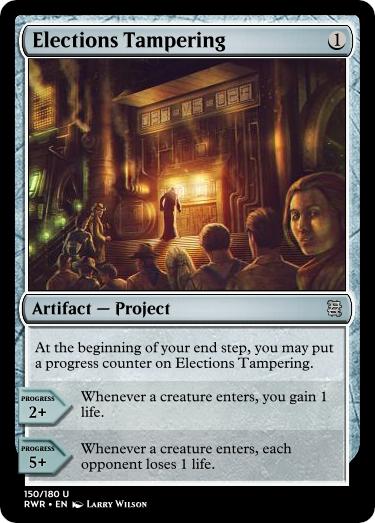 Elections Tampering 1
Artifact — Project
At the beginning of your end step, you may put
a progress counter on Elections Tampering.
PROGRESS
2+
Whenever a creature enters, you gain 1
life.
PROGRESS
5+
Whenever a creature enters, each
opponent loses 1 life.
150/180 U
RWR • EN Larry Wilson